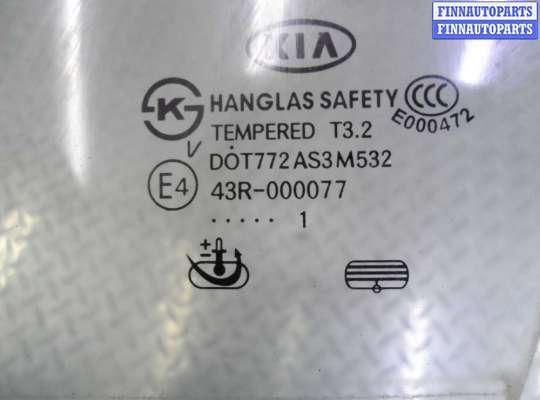 FINNAUTOPARTS
FINNAUTOPARTS
KIA
K
HANGLAS SAFETY
CCC
E000472
TEMPERED T3.2
V
DOT772 AS3 M532
E4
43R-000077
..... 1